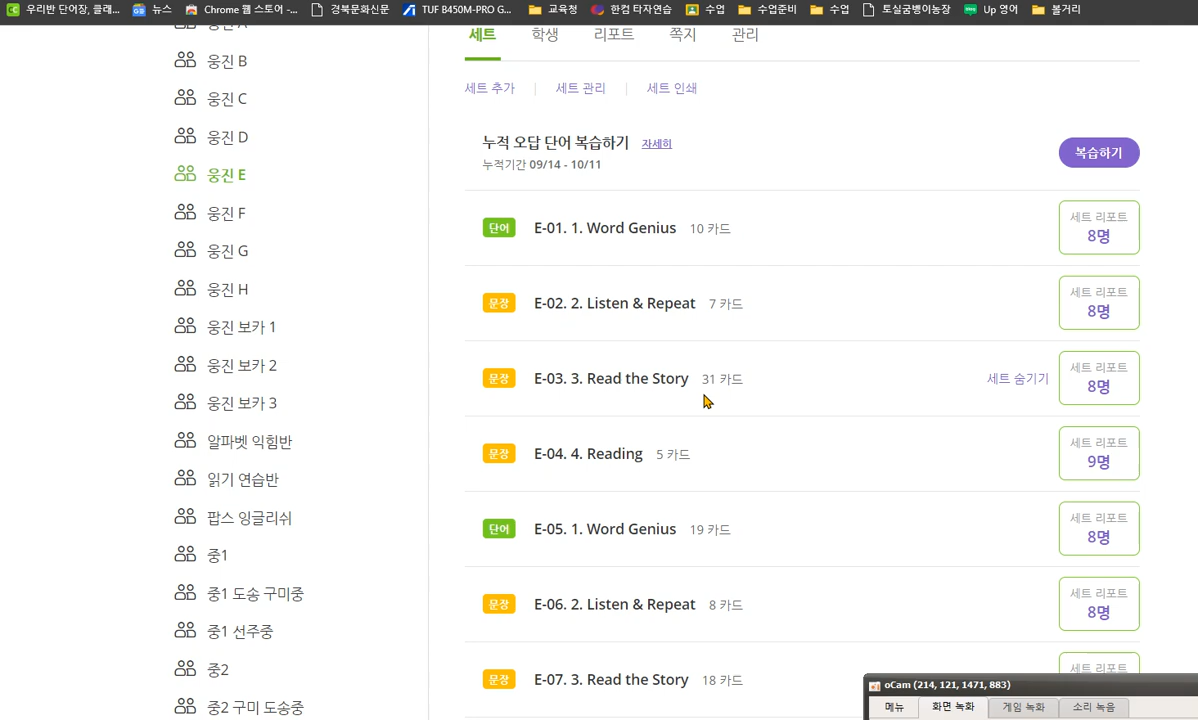 우리반 단어장, 클래... 뉴스 Chrome 웹 스토어 -... 경북문화신문 TUF B450M-PRO G... 교육청 한컴 타자연습 수업 수업준비 수업 토실굼벵이농장 Up 영어 볼거리
웅진 B
웅진 C
웅진 D
웅진 E
웅진 F
웅진 G
웅진 H
웅진 보카 1
웅진 보카 2
웅진 보카 3
알파벳 익힘반
읽기 연습반
팝스 잉글리쉬
중1
중1 도송 구미중
중1 선주중
중2
중2 구미 도송중
세트 학생 리포트 쪽지 관리
세트 추가 세트 관리 세트 인쇄
누적 오답 단어 복습하기 자세히
누적기간 09/14 - 10/11
복습하기
단어 E-01. 1. Word Genius 10 카드
세트 리포트
8명
문장 E-02. 2. Listen & Repeat 7 카드
세트 리포트
8명
문장 E-03. 3. Read the Story 31 카드 세트 숨기기
세트 리포트
8명
문장 E-04. 4. Reading 5 카드
세트 리포트
9명
단어 E-05. 1. Word Genius 19 카드
세트 리포트
8명
문장 E-06. 2. Listen & Repeat 8 카드
세트 리포트
8명
문장 E-07. 3. Read the Story 18 카드
세트 리포트
oCam (214, 121, 1471, 883)
메뉴 화면 녹화 게임 녹화 소리 녹음